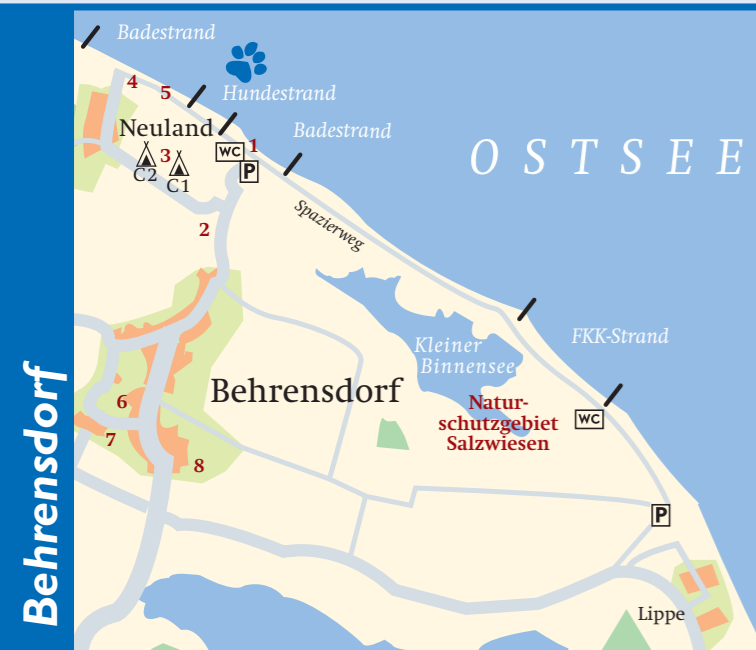 Behrensdorf
Badestrand
4
5
Hundestrand
Neuland
1
Badestrand
WC
3
P
C2
C1
OSTSEE
2
Spazierweg
Kleiner
Binnensee
FKK-Strand
Behrensdorf
Natur-
schutzgebiet
Salzwiesen
WC
6
7
8
P
Lippe